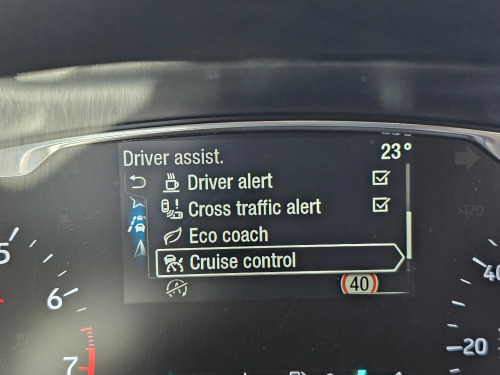 Driver assist.
23°
Driver alert
Cross traffic alert
Eco coach
Cruise control
40
5
6
7
>120
40
20